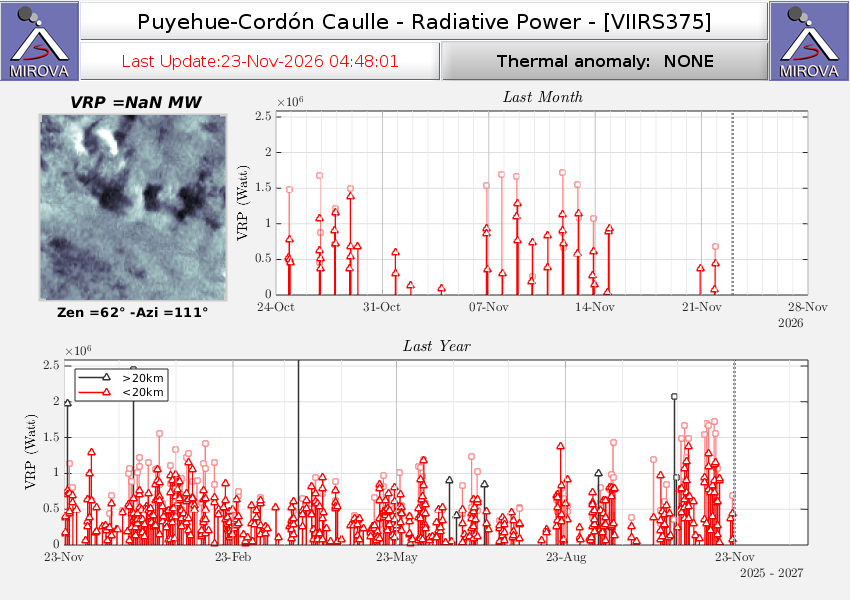 Puyehue-Cordón Caulle - Radiative Power - [VIIRS375]
MIROVA
Last Update:23-Nov-2026 04:48:01
Thermal anomaly: NONE
MIROVA
VRP =NaN MW
Zen =62° -Azi =111°
Last Month
×10⁶
VRP (Watt)
2.5
2
1.5
1
0.5
0
24-Oct 31-Oct 07-Nov 14-Nov 21-Nov 28-Nov
2026
Last Year
×10⁶
VRP (Watt)
2.5
2
1.5
1
0.5
0
>20km
<20km
23-Nov 23-Feb 23-May 23-Aug 23-Nov
2025 - 2027